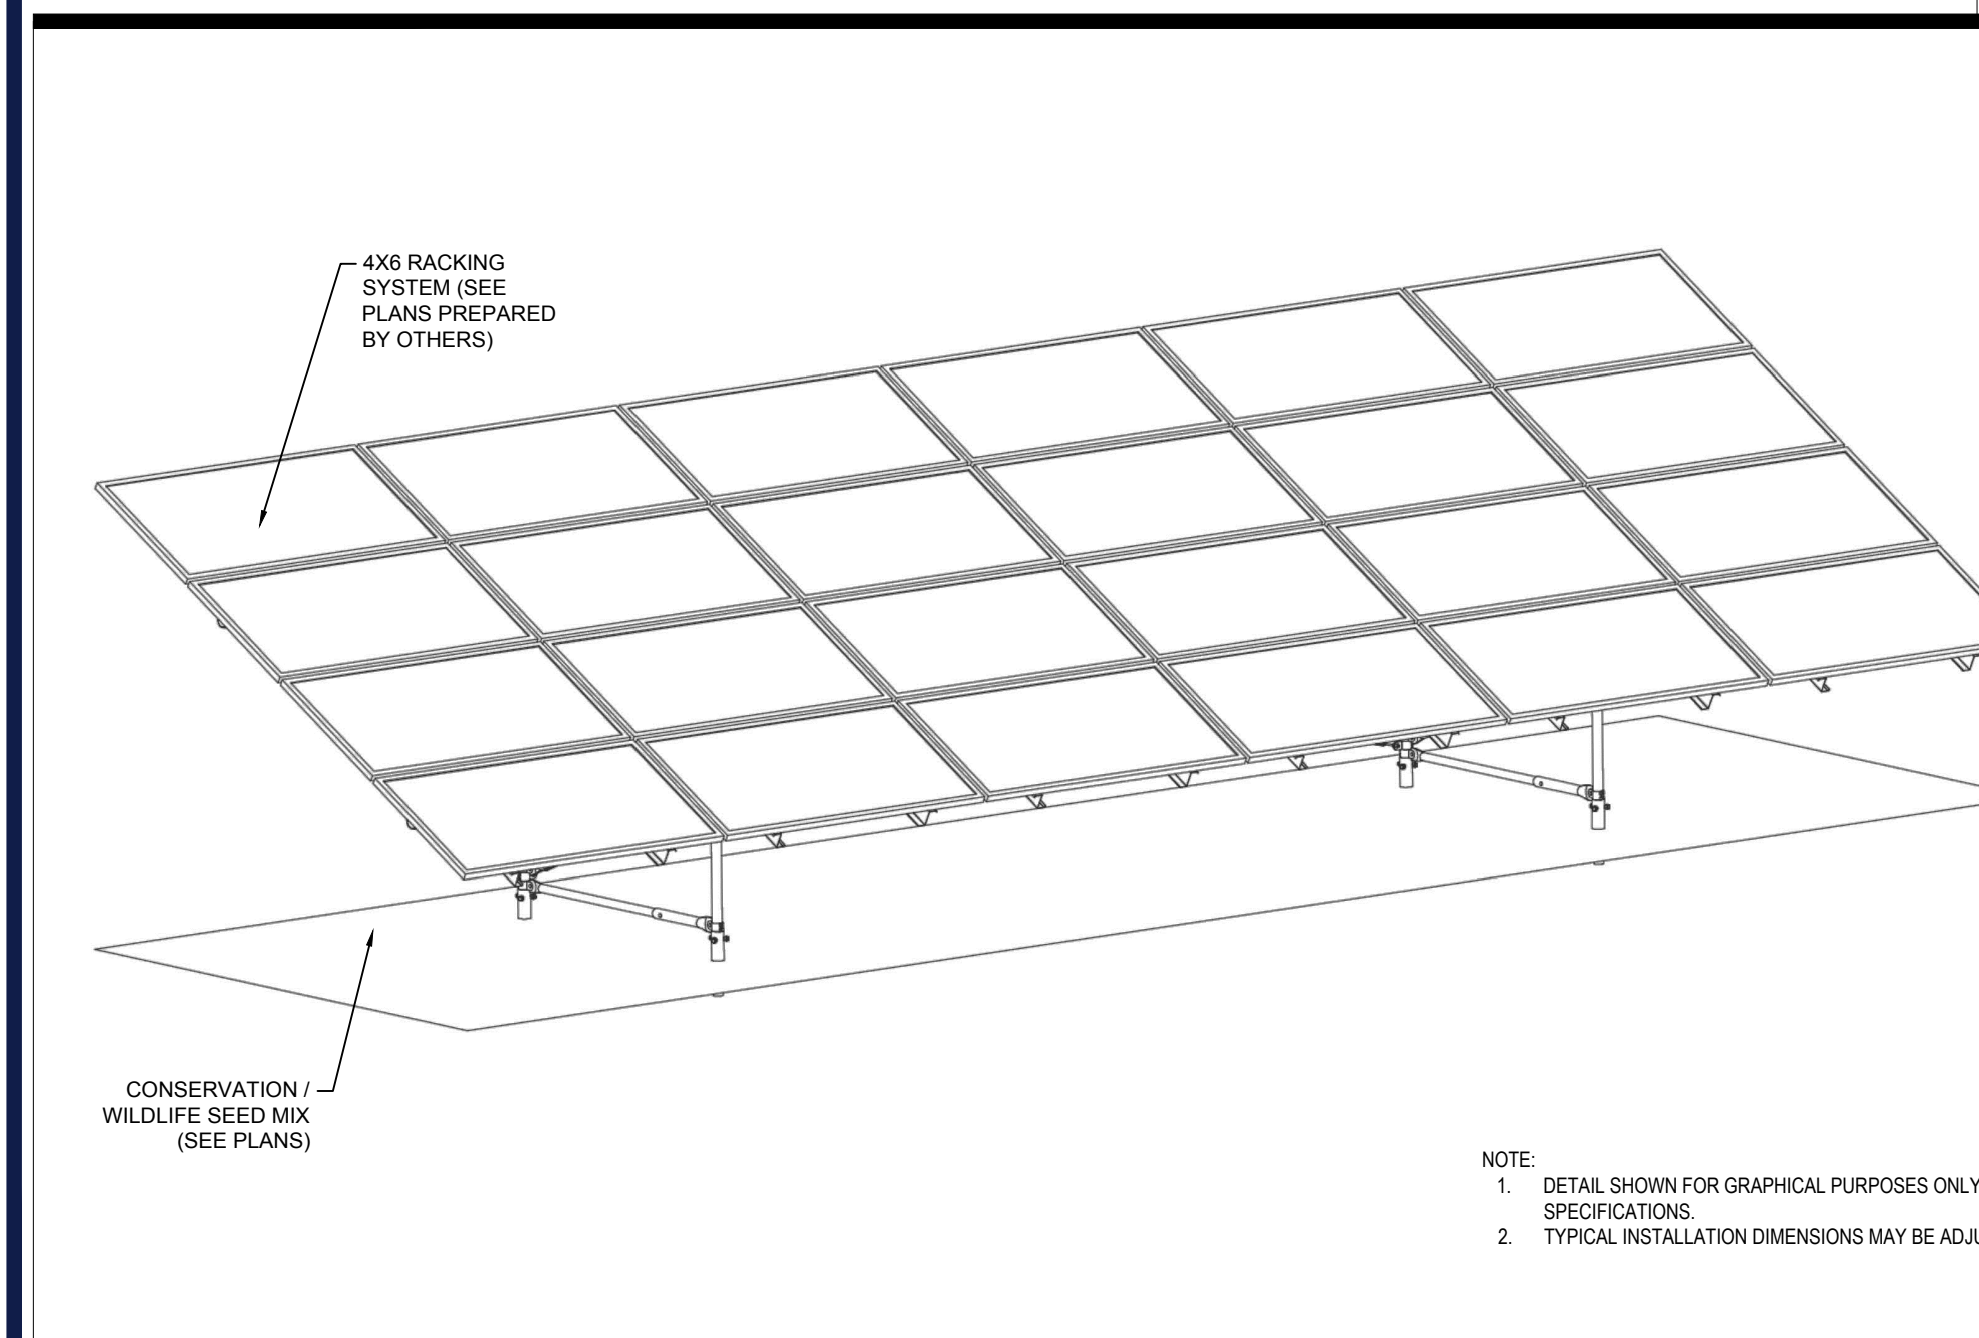 4X6 RACKING
SYSTEM (SEE
PLANS PREPARED
BY OTHERS)
CONSERVATION /
WILDLIFE SEED MIX
(SEE PLANS)
NOTE:
1. DETAIL SHOWN FOR GRAPHICAL PURPOSES ONLY
SPECIFICATIONS.
2. TYPICAL INSTALLATION DIMENSIONS MAY BE